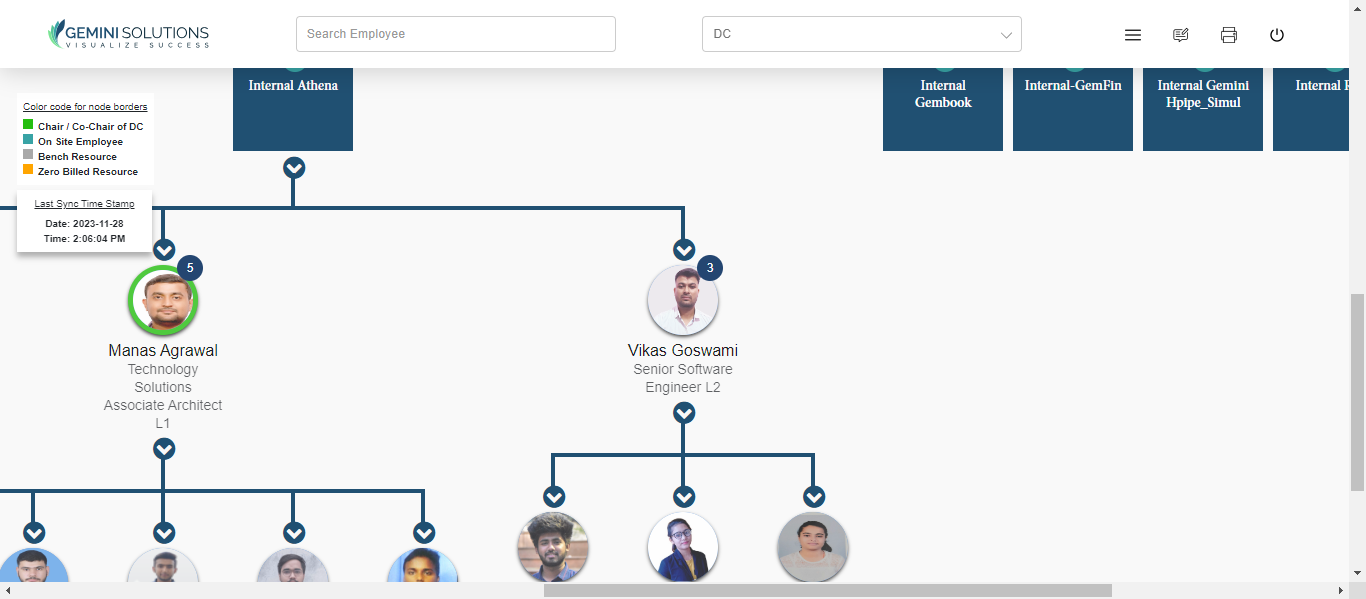 GEMINI SOLUTIONS
VISUALIZE SUCCESS
Search Employee
DC
Internal Athena
Internal
Gembook
Internal-GemFin
Internal Gemini
Hpipe_Simul
Internal
Color code for node borders
Chair / Co-Chair of DC
On Site Employee
Bench Resource
Zero Billed Resource
Last Sync Time Stamp
Date: 2023-11-28
Time: 2:06:04 PM
5
Manas Agrawal
Technology
Solutions
Associate Architect
L1
3
Vikas Goswami
Senior Software
Engineer L2